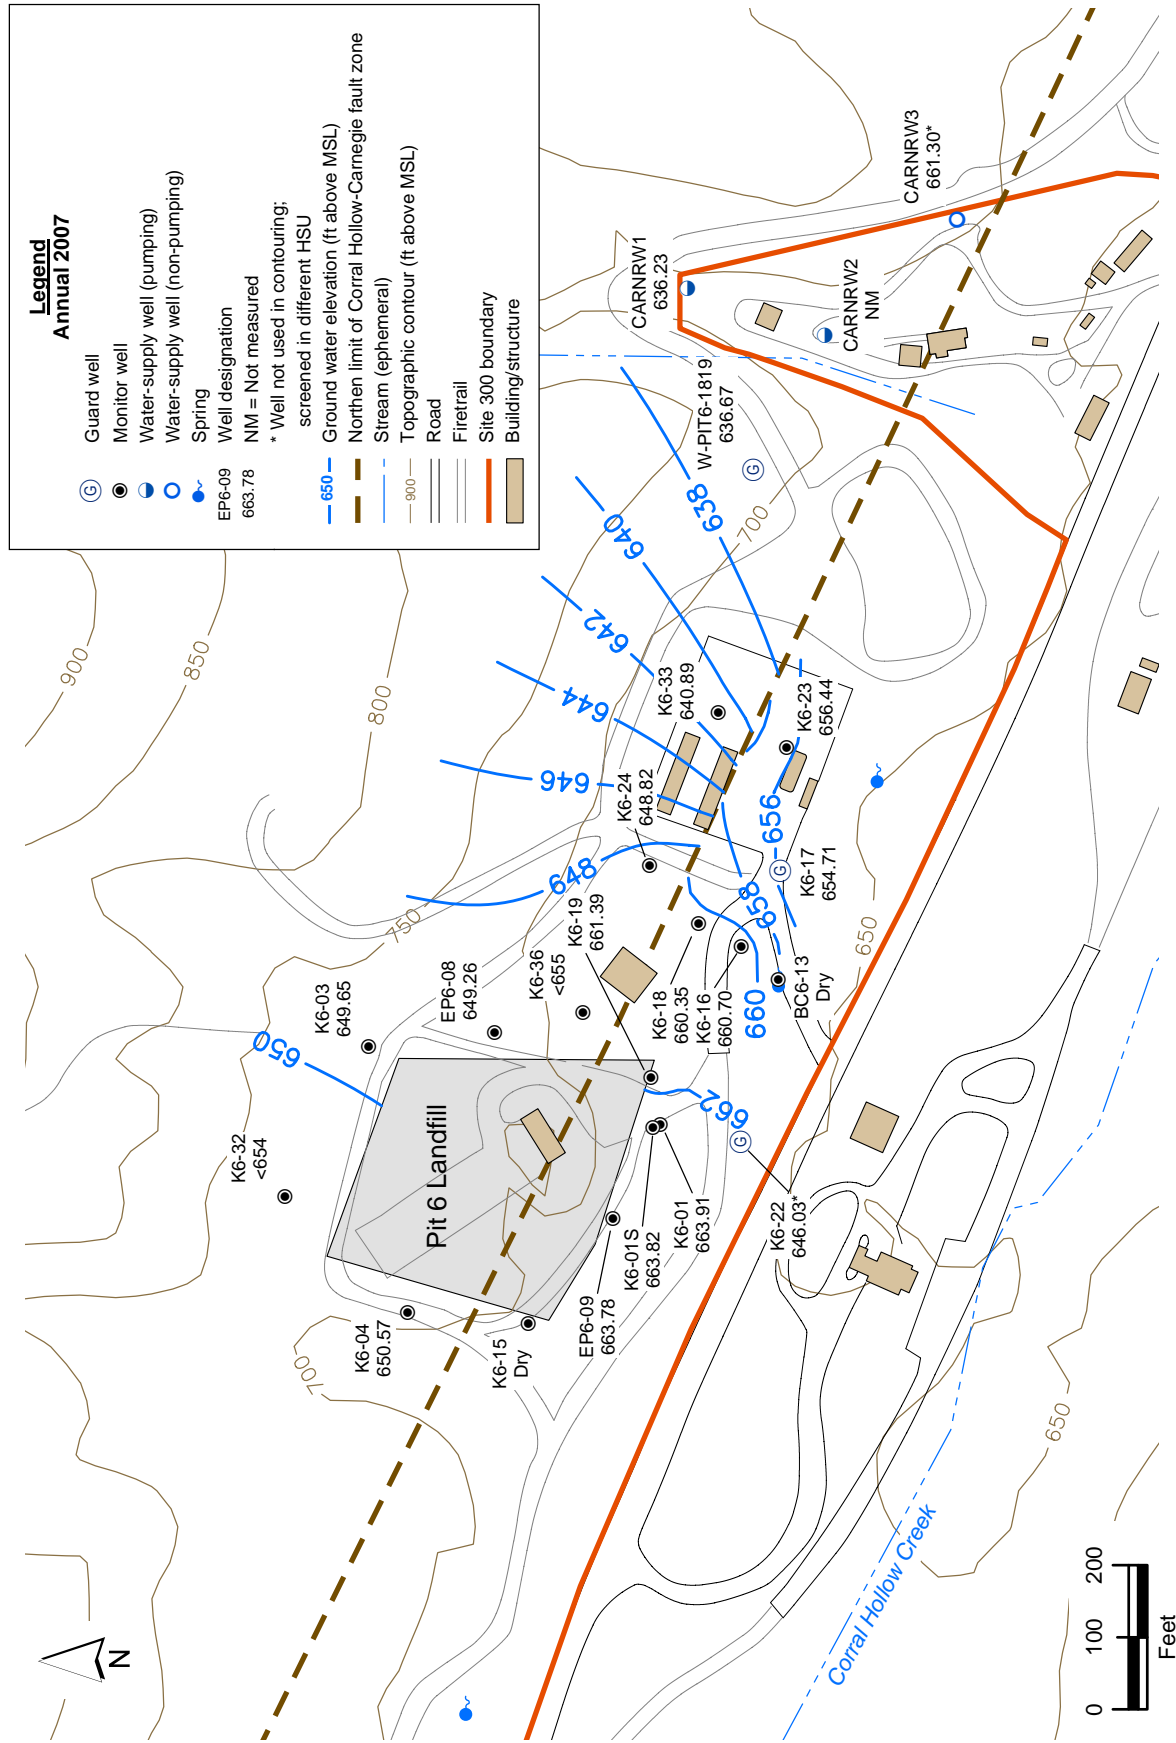 Legend
Annual 2007
Guard well
Monitor well
Water-supply well (pumping)
Water-supply well (non-pumping)
Spring
EP6-09
663.78
Well designation
NM = Not measured
* Well not used in contouring;
screened in different HSU
650
Ground water elevation (ft above MSL)
Northen limit of Corral Hollow-Carnegie fault zone
Stream (ephemeral)
900
Topographic contour (ft above MSL)
Road
Firetrail
Site 300 boundary
Building/structure
G
N
900
850
800
750
700
700
650
650
650
648
646
644
642
640
638
656
658
660
662
K6-32
<654
K6-03
649.65
EP6-08
649.26
K6-36
<655
K6-19
661.39
K6-24
648.82
K6-33
640.89
W-PIT6-1819
636.67
G
CARNRW1
636.23
CARNRW2
NM
CARNRW3
661.30*
K6-04
650.57
K6-15
Dry
Pit 6 Landfill
EP6-09
663.78
K6-01S
663.82
K6-01
663.91
K6-18
660.35
K6-16
660.70
BC6-13
Dry
K6-17
654.71
G
K6-23
656.44
K6-22
646.03*
G
Corral Hollow Creek
0
100
200
Feet